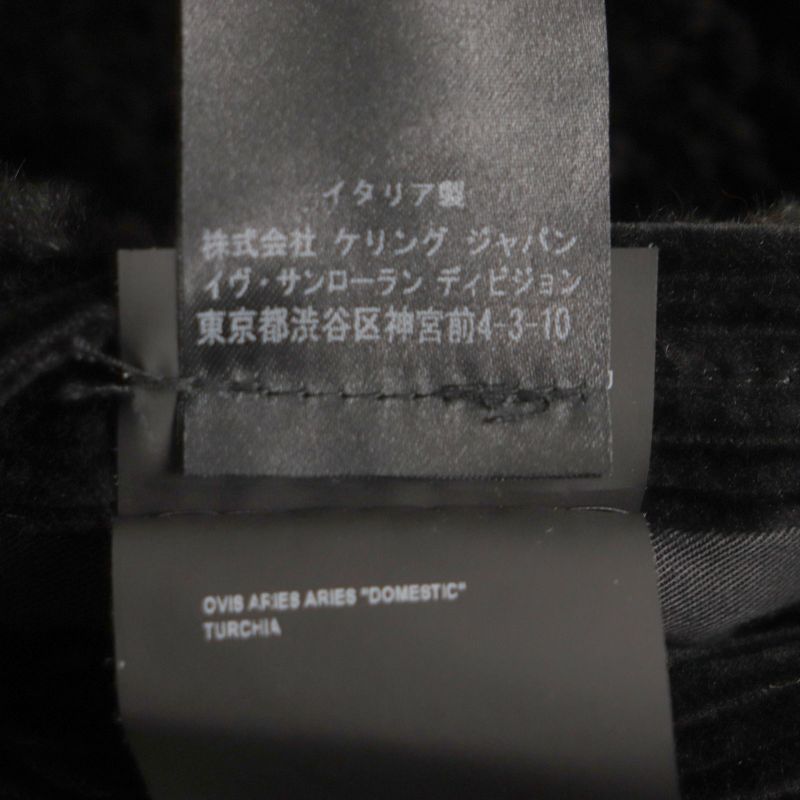 イタリア製
株式会社 ケリング ジャパン
イヴ・サンローラン ディビジョン
東京都渋谷区神宮前4-3-10
OVIS ARIES ARIES "DOMESTIC"
TURCHIA